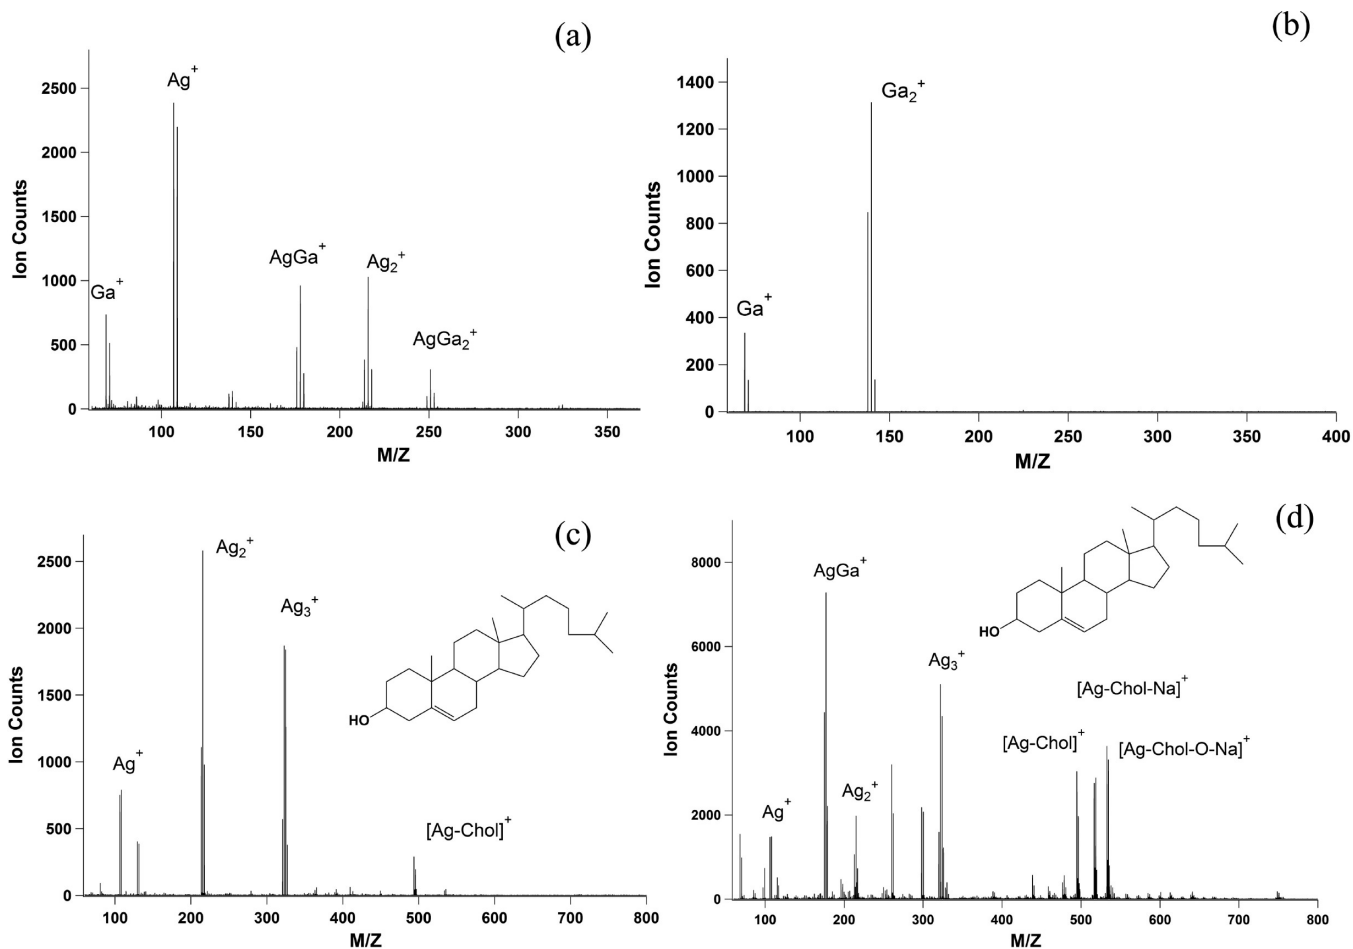 (a)
Ion Counts
2500
2000
1500
1000
500
0
Ga+
Ag+
AgGa+
Ag2+
AgGa2+
100 150 200 250 300 350
M/Z
(b)
Ion Counts
1400
1200
1000
800
600
400
200
0
Ga+
Ga2+
100 150 200 250 300 350 400
M/Z
(c)
Ion Counts
2500
2000
1500
1000
500
0
Ag+
Ag2+
Ag3+
HO
[Ag-Chol]+
100 200 300 400 500 600 700 800
M/Z
(d)
Ion Counts
8000
6000
4000
2000
0
HO
AgGa+
Ag3+
[Ag-Chol-Na]+
[Ag-Chol]+
[Ag-Chol-O-Na]+
Ag2+
Ag+
100 200 300 400 500 600 700 800
M/Z